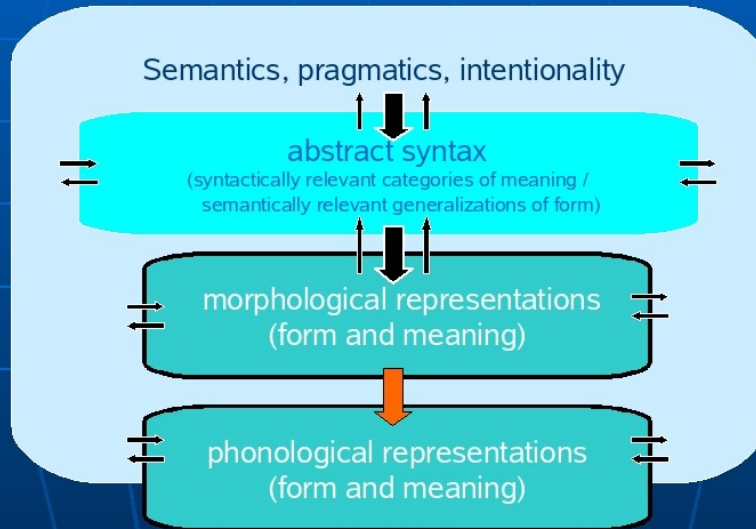 Semantics, pragmatics, intentionality
abstract syntax
(syntactically relevant categories of meaning /
semantically relevant generalizations of form)
morphological representations
(form and meaning)
phonological representations
(form and meaning)